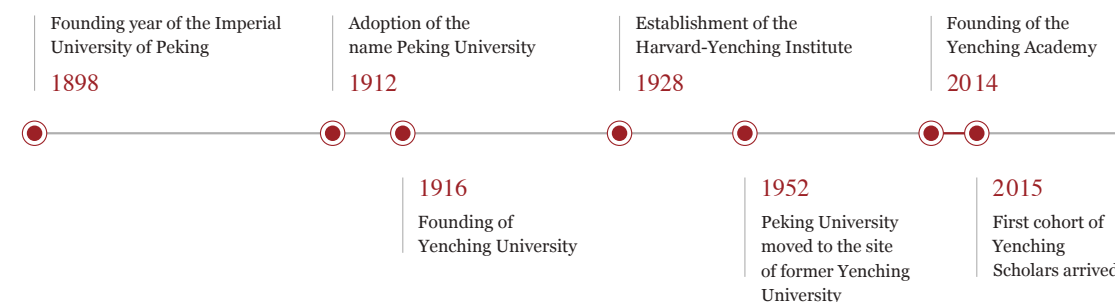 Founding year of the Imperial
University of Peking
1898
Adoption of the
name Peking University
1912
Establishment of the
Harvard-Yenching Institute
1928
Founding of the
Yenching Academy
2014
1916
Founding of
Yenching University
1952
Peking University
moved to the site
of former Yenching
University
2015
First cohort of
Yenching
Scholars arrived